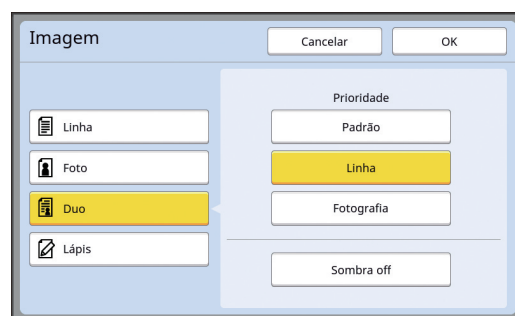 Imagem
Cancelar
OK
Prioridade
Linha
Padrão
Foto
Linha
Duo
Fotografia
Lápis
Sombra off